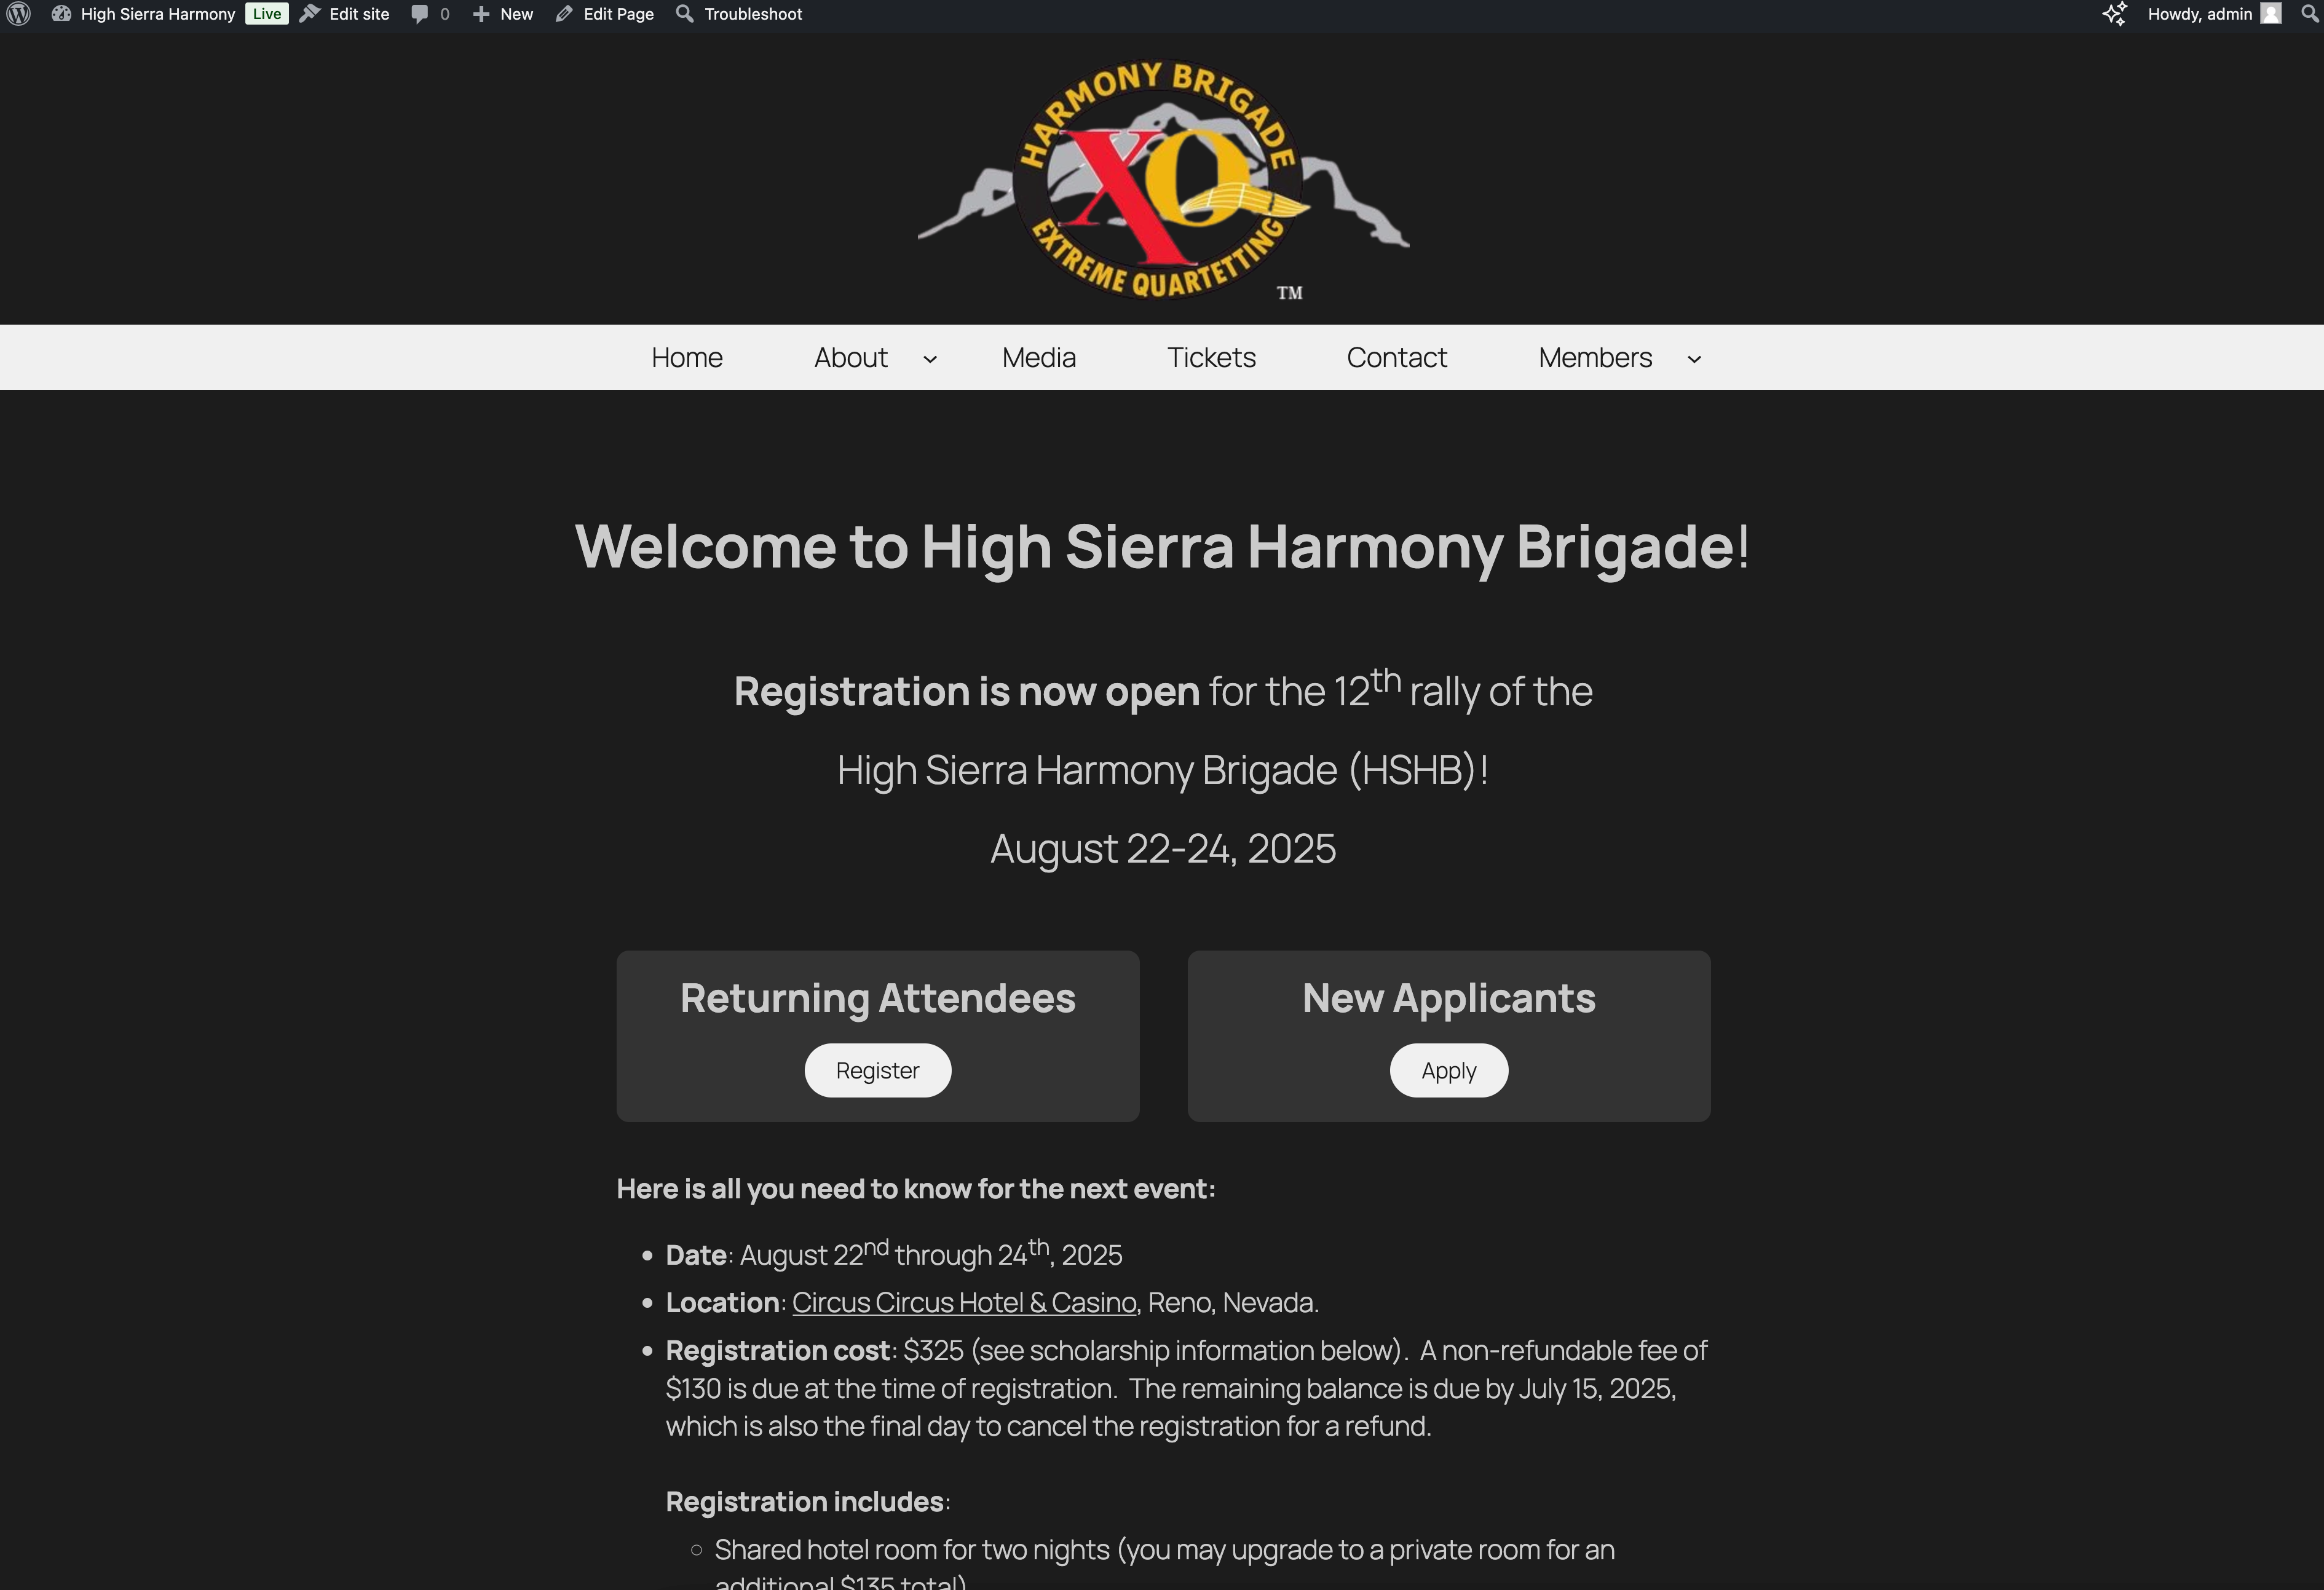 High Sierra Harmony Live Edit site 0 New Edit Page Troubleshoot Howdy, admin
HARMONY BRIGADE
XQ
EXTREME QUARTETTING
TM
Home About Media Tickets Contact Members
Welcome to High Sierra Harmony Brigade!
Registration is now open for the 12th rally of the
High Sierra Harmony Brigade (HSHB)!
August 22-24, 2025
Returning Attendees
Register
New Applicants
Apply
Here is all you need to know for the next event:
Date: August 22nd through 24th, 2025
Location: Circus Circus Hotel & Casino, Reno, Nevada.
Registration cost: $325 (see scholarship information below).  A non-refundable fee of
$130 is due at the time of registration.  The remaining balance is due by July 15, 2025,
which is also the final day to cancel the registration for a refund.
Registration includes:
Shared hotel room for two nights (you may upgrade to a private room for an
additional $135 total)